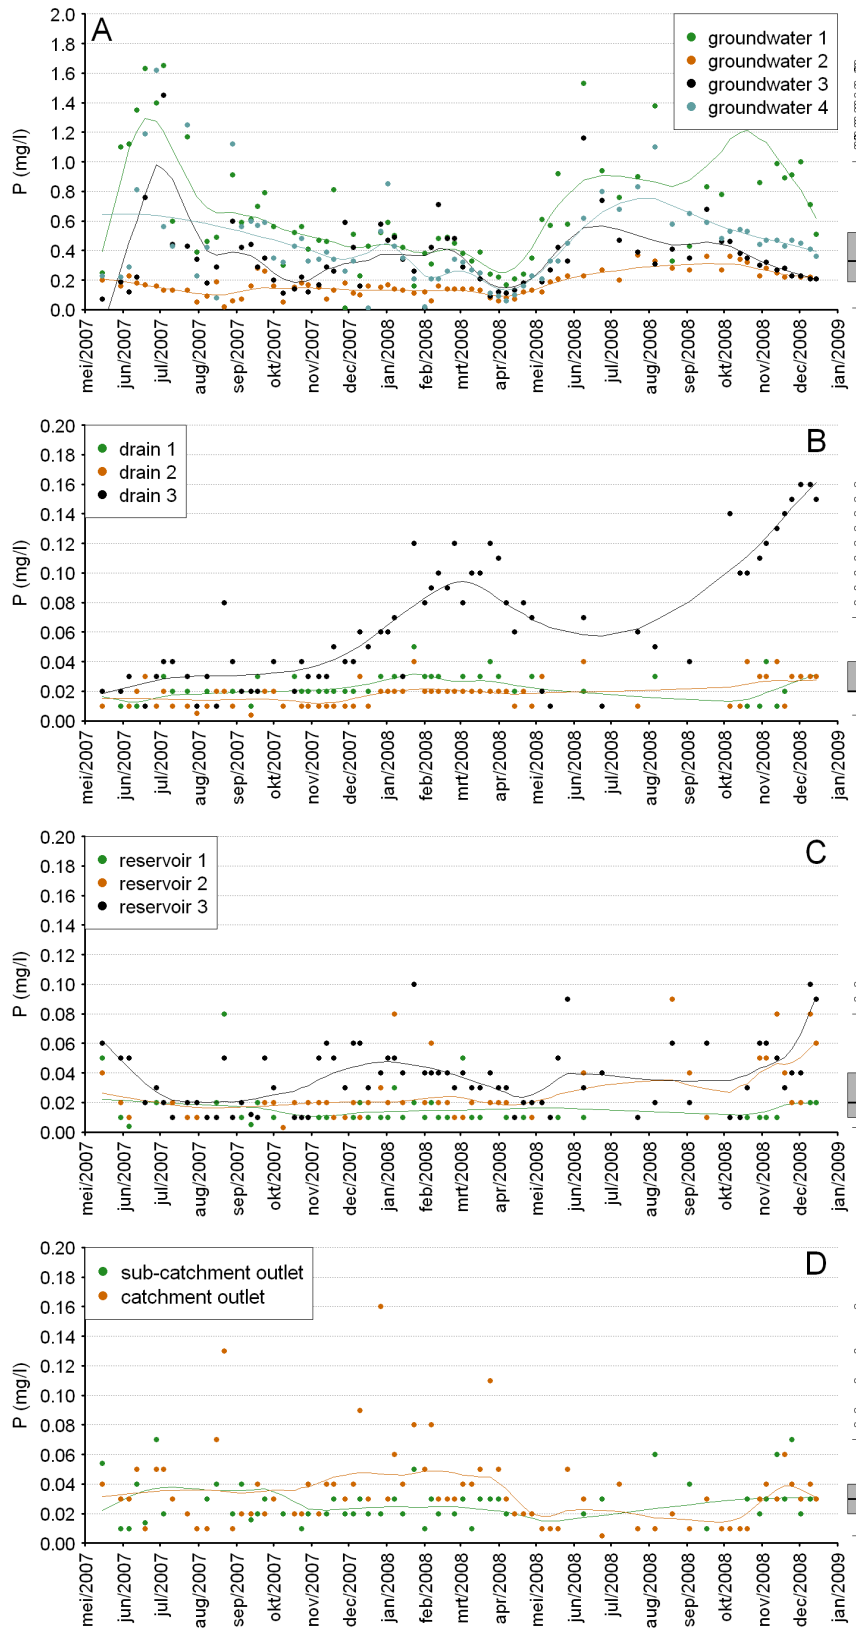 A
groundwater 1
groundwater 2
groundwater 3
groundwater 4
P (mg/l)
2.0
1.8
1.6
1.4
1.2
1.0
0.8
0.6
0.4
0.2
0.0
mei/2007 jun/2007 jul/2007 aug/2007 sep/2007 okt/2007 nov/2007 dec/2007 jan/2008 feb/2008 mrt/2008 apr/2008 mei/2008 jun/2008 jul/2008 aug/2008 sep/2008 okt/2008 nov/2008 dec/2008 jan/2009
B
drain 1
drain 2
drain 3
P (mg/l)
0.20
0.18
0.16
0.14
0.12
0.10
0.08
0.06
0.04
0.02
0.00
mei/2007 jun/2007 jul/2007 aug/2007 sep/2007 okt/2007 nov/2007 dec/2007 jan/2008 feb/2008 mrt/2008 apr/2008 mei/2008 jun/2008 jul/2008 aug/2008 sep/2008 okt/2008 nov/2008 dec/2008 jan/2009
C
reservoir 1
reservoir 2
reservoir 3
P (mg/l)
0.20
0.18
0.16
0.14
0.12
0.10
0.08
0.06
0.04
0.02
0.00
mei/2007 jun/2007 jul/2007 aug/2007 sep/2007 okt/2007 nov/2007 dec/2007 jan/2008 feb/2008 mrt/2008 apr/2008 mei/2008 jun/2008 jul/2008 aug/2008 sep/2008 okt/2008 nov/2008 dec/2008 jan/2009
D
sub-catchment outlet
catchment outlet
P (mg/l)
0.20
0.18
0.16
0.14
0.12
0.10
0.08
0.06
0.04
0.02
0.00
mei/2007 jun/2007 jul/2007 aug/2007 sep/2007 okt/2007 nov/2007 dec/2007 jan/2008 feb/2008 mrt/2008 apr/2008 mei/2008 jun/2008 jul/2008 aug/2008 sep/2008 okt/2008 nov/2008 dec/2008 jan/2009